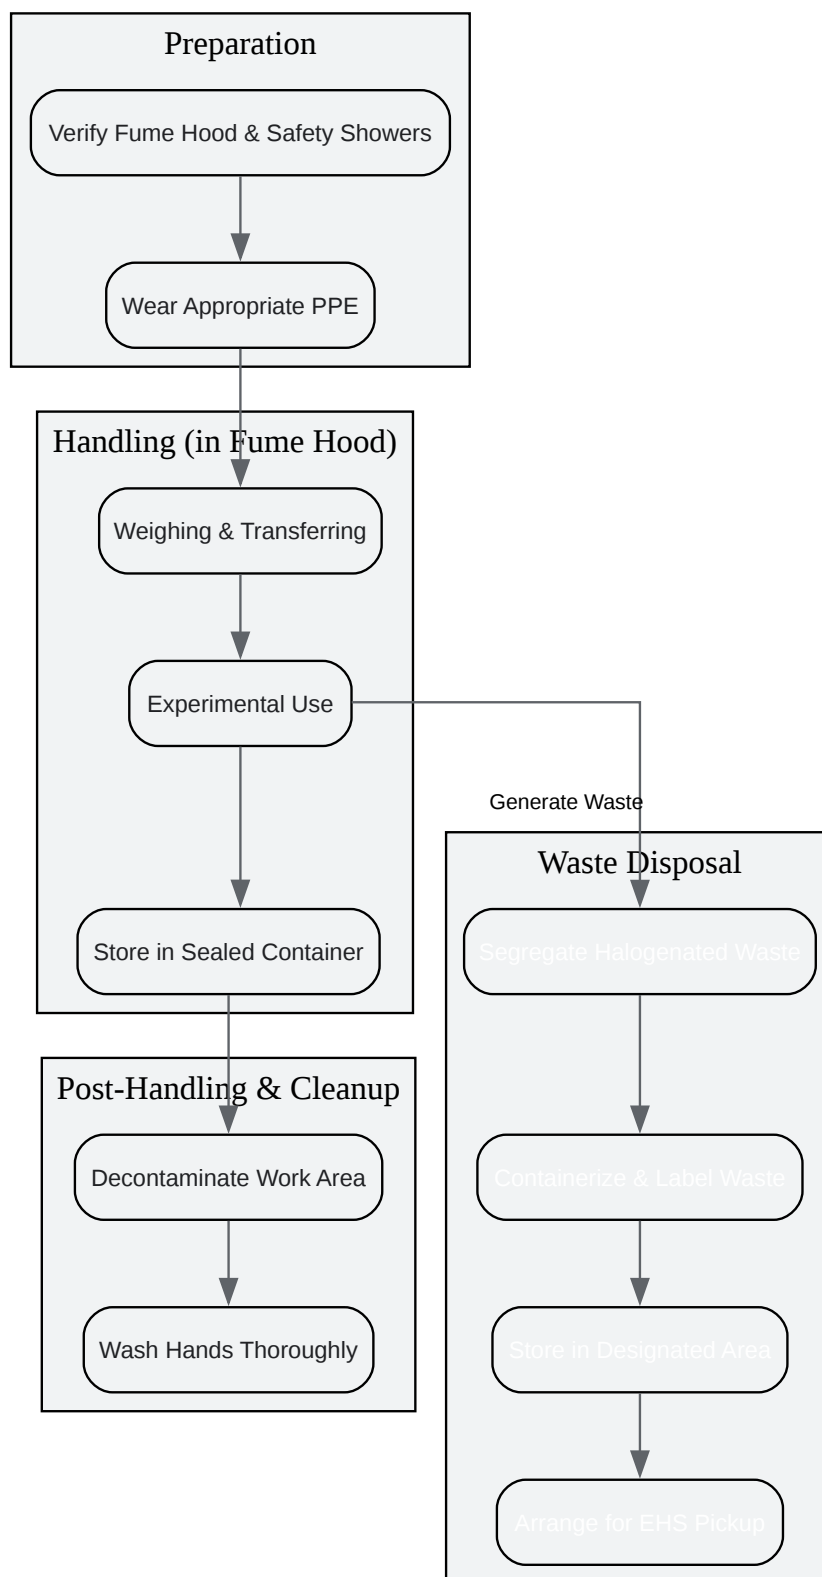 Preparation
Verify Fume Hood & Safety Showers
Wear Appropriate PPE
Handling (in Fume Hood)
Weighing & Transferring
Experimental Use
Generate Waste
Store in Sealed Container
Waste Disposal
Segregate Halogenated Waste
Containerize & Label Waste
Store in Designated Area
Arrange for EHS Pickup
Post-Handling & Cleanup
Decontaminate Work Area
Wash Hands Thoroughly